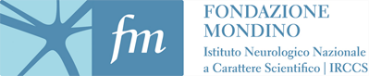 fm
FONDAZIONE
MONDINO
Istituto Neurologico Nazionale
a Carattere Scientifico | IRCCS